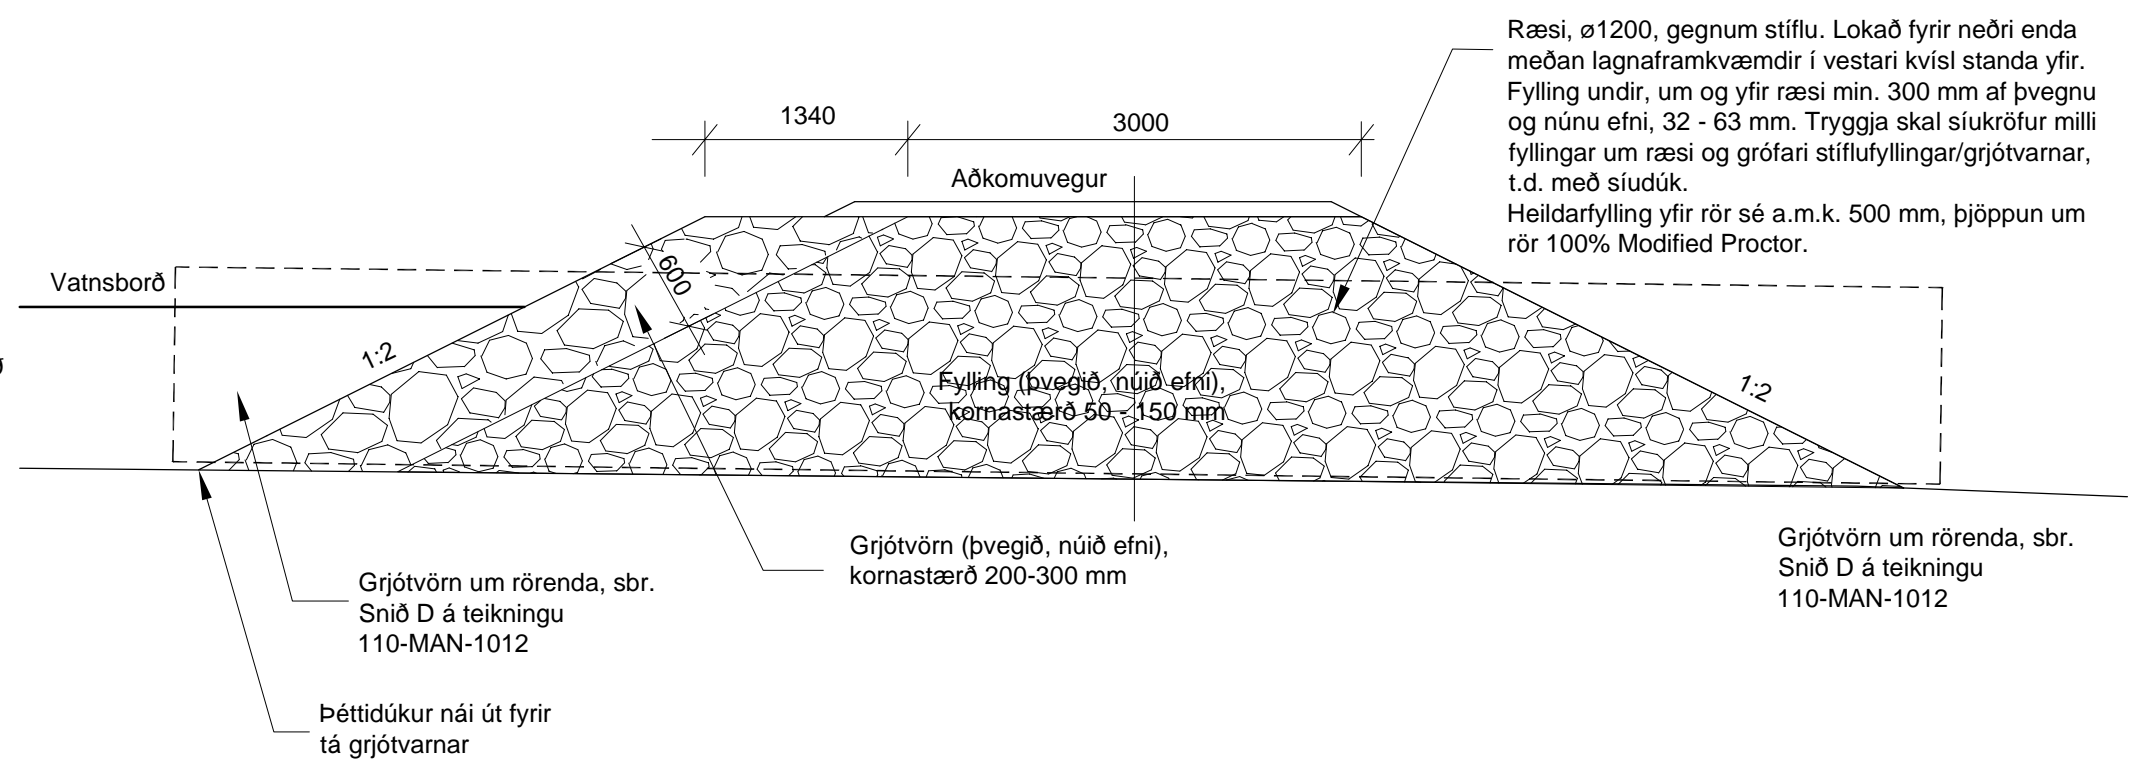 Ræsi, ø1200, gegnum stíflu. Lokað fyrir neðri enda
meðan lagnaframkvæmdir í vestari kvísl standa yfir.
Fylling undir, um og yfir ræsi min. 300 mm af þvegnu
og núnu efni, 32 - 63 mm. Tryggja skal síukröfur milli
fyllingar um ræsi og grófari stíflufyllingar/grjótvarnar,
t.d. með síudúk.
Heildarfylling yfir rör sé a.m.k. 500 mm, þjöppun um
rör 100% Modified Proctor.
1340
3000
Aðkomuvegur
600
Vatnsborð
1:2
1:2
Fylling (þvegið, núið efni),
kornastærð 50 - 150 mm
Grjótvörn (þvegið, núið efni),
kornastærð 200-300 mm
Grjótvörn um rörenda, sbr.
Snið D á teikningu
110-MAN-1012
Grjótvörn um rörenda, sbr.
Snið D á teikningu
110-MAN-1012
Þéttidúkur nái út fyrir
tá grjótvarnar